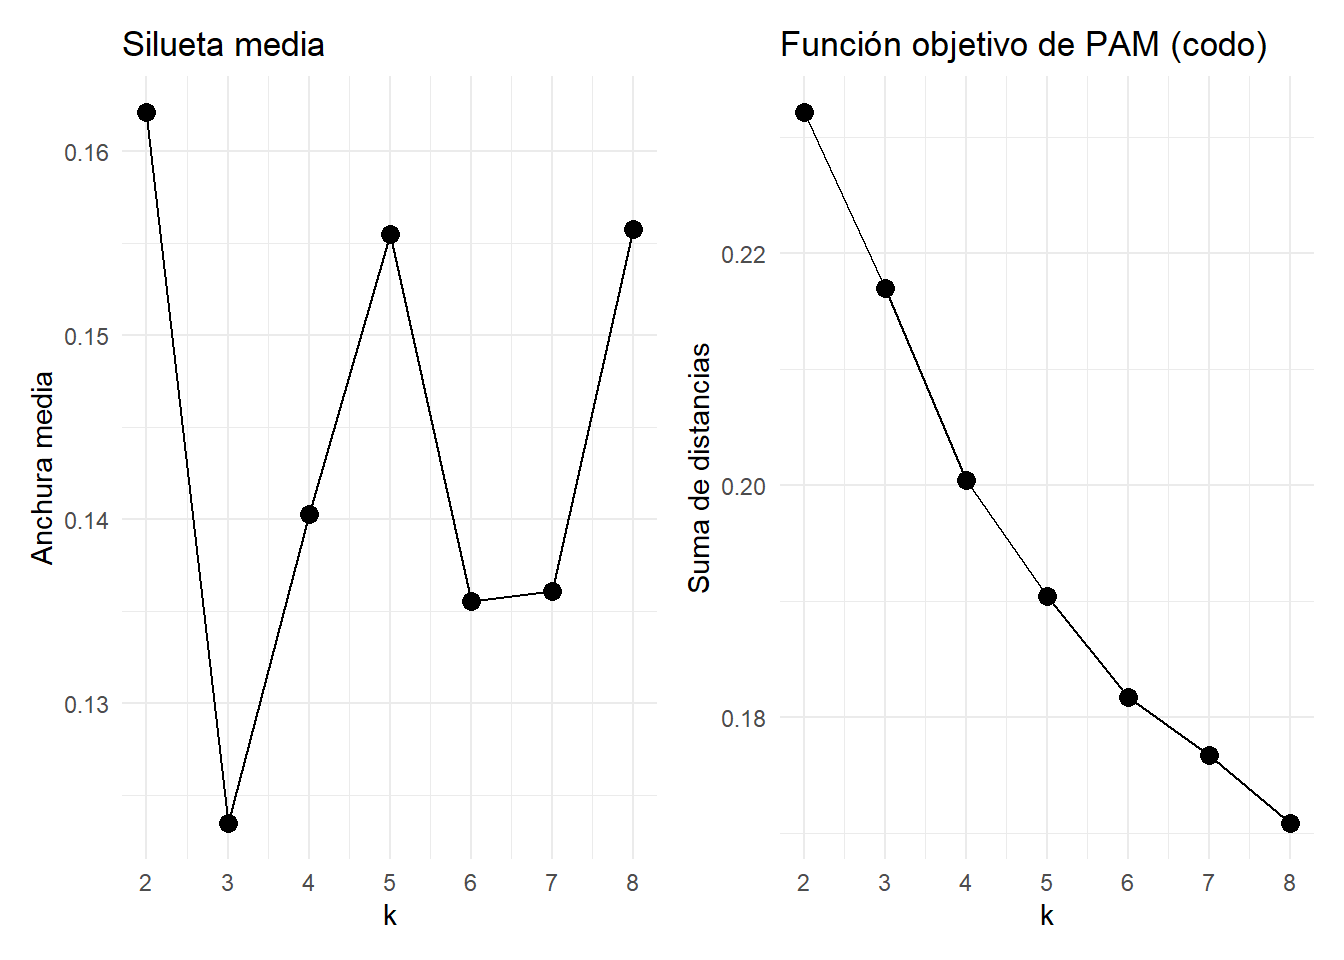 Silueta media
Anchura media
0.16
0.15
0.14
0.13
2 3 4 5 6 7 8
k
Función objetivo de PAM (codo)
Suma de distancias
0.22
0.20
0.18
2 3 4 5 6 7 8
k